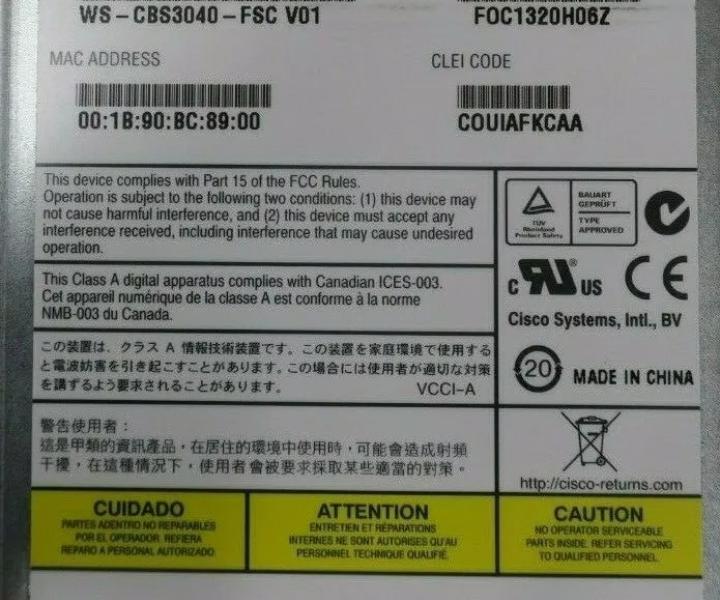 WS-CBS3040-FSC V01
FOC1320H06Z
MAC ADDRESS
CLEI CODE
00:1B:90:BC:89:00
COUIAFKCAA
This device complies with Part 15 of the FCC Rules.
Operation is subject to the following two conditions: (1) this device may
not cause harmful interference, and (2) this device must accept any
interference received, including interference that may cause undesired
operation.
TÜV
Rheinland
Product Safety
BAUART
GEPRÜFT
TYPE
APPROVED
This Class A digital apparatus complies with Canadian ICES-003.
Cet appareil numérique de la classe A est conforme à la norme
NMB-003 du Canada.
C RU® US CE
Cisco Systems, Intl., BV
この装置は、クラス A 情報技術装置です。この装置を家庭環境で使用する
と電波妨害を引き起こすことがあります。この場合には使用者が適切な対策
を講ずるよう要求されることがあります。 VCCI-A
20 MADE IN CHINA
警告使用者：
這是甲類的資訊產品，在居住的環境中使用時，可能會造成射頻
干擾，在這種情況下，使用者會被要求採取某些適當的對策。
http://cisco-returns.com
CUIDADO
PARTES ADENTRO NO REPARABLES
POR EL OPERADOR. REFIERA
REPARO A PERSONAL AUTORIZADO.
ATTENTION
ENTRETIEN ET RÉPARATIONS
INTERNES NE SONT AUTORISES QU'AU
PERSONNEL TECHNIQUE QUALIFIÉ.
CAUTION
NO OPERATOR SERVICEABLE
PARTS INSIDE. REFER SERVICING
TO QUALIFIED PERSONNEL.